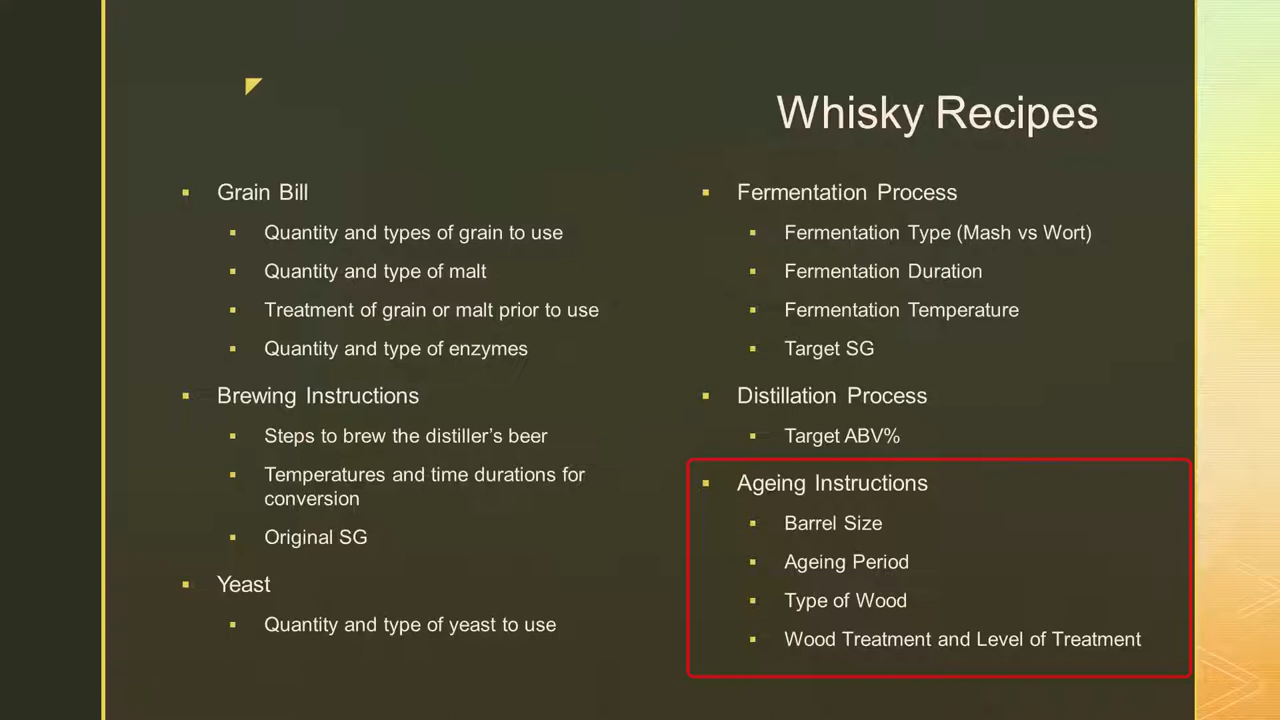 Whisky Recipes
Grain Bill
Quantity and types of grain to use
Quantity and type of malt
Treatment of grain or malt prior to use
Quantity and type of enzymes
Brewing Instructions
Steps to brew the distiller’s beer
Temperatures and time durations for
conversion
Original SG
Yeast
Quantity and type of yeast to use
Fermentation Process
Fermentation Type (Mash vs Wort)
Fermentation Duration
Fermentation Temperature
Target SG
Distillation Process
Target ABV%
Ageing Instructions
Barrel Size
Ageing Period
Type of Wood
Wood Treatment and Level of Treatment